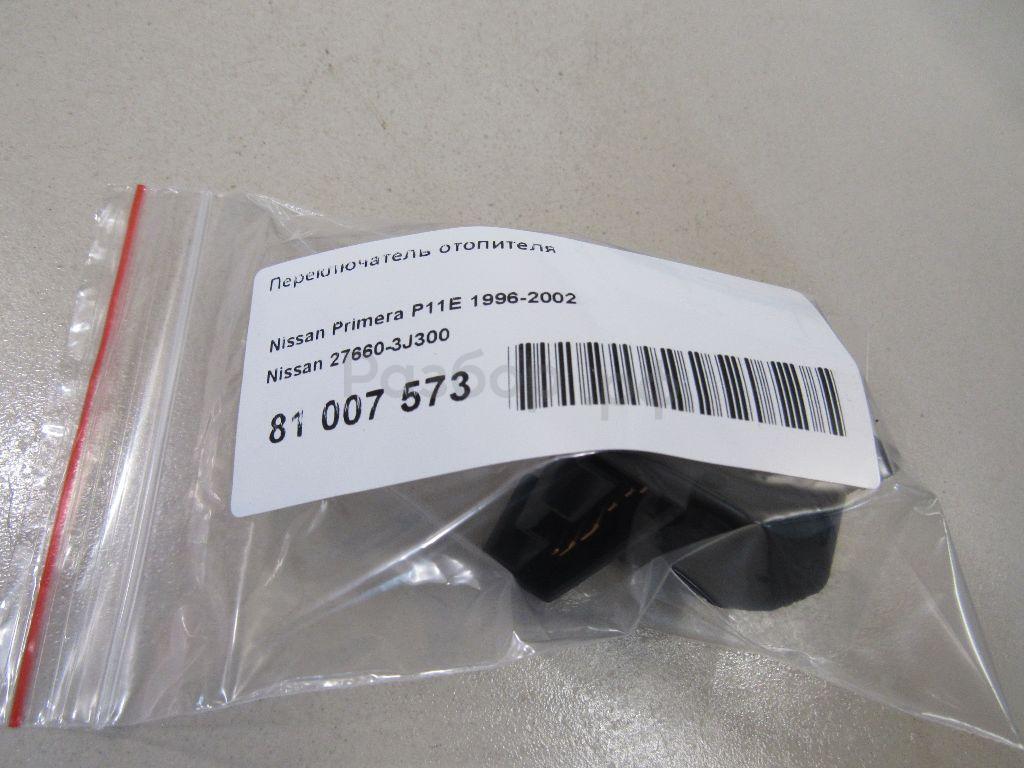 Переключатель отопителя
Nissan Primera P11E 1996-2002
Nissan 27660-3J300
81 007 573